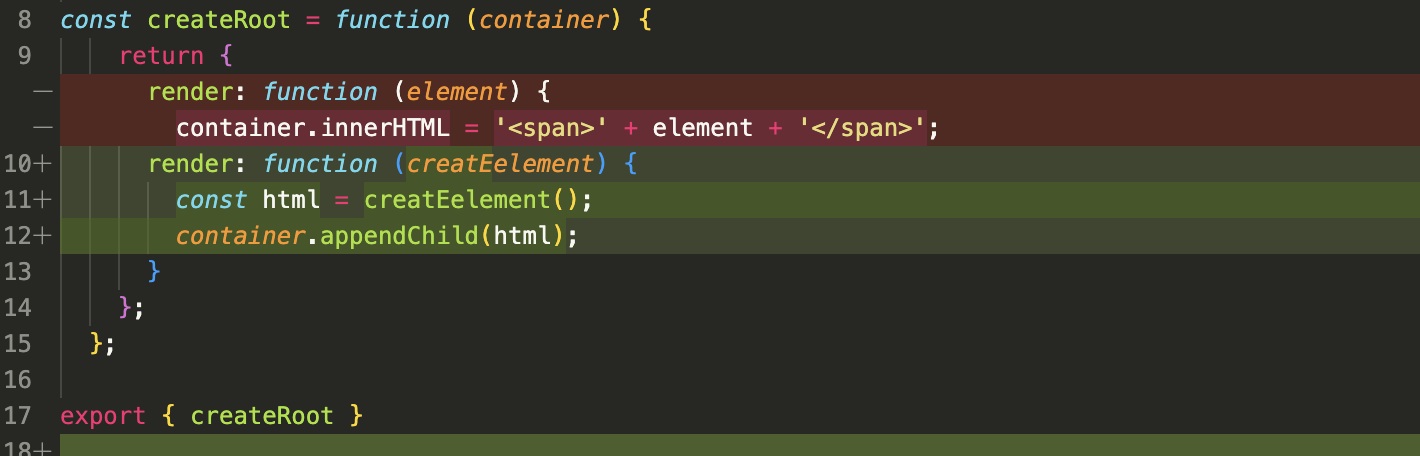 8 const createRoot = function (container) {
9 return {
— render: function (element) {
— container.innerHTML = '<span>' + element + '</span>';
10+ render: function (creatEelement) {
11+ const html = creatEelement();
12+ container.appendChild(html);
13 }
14 };
15 };
16
17 export { createRoot }
18+